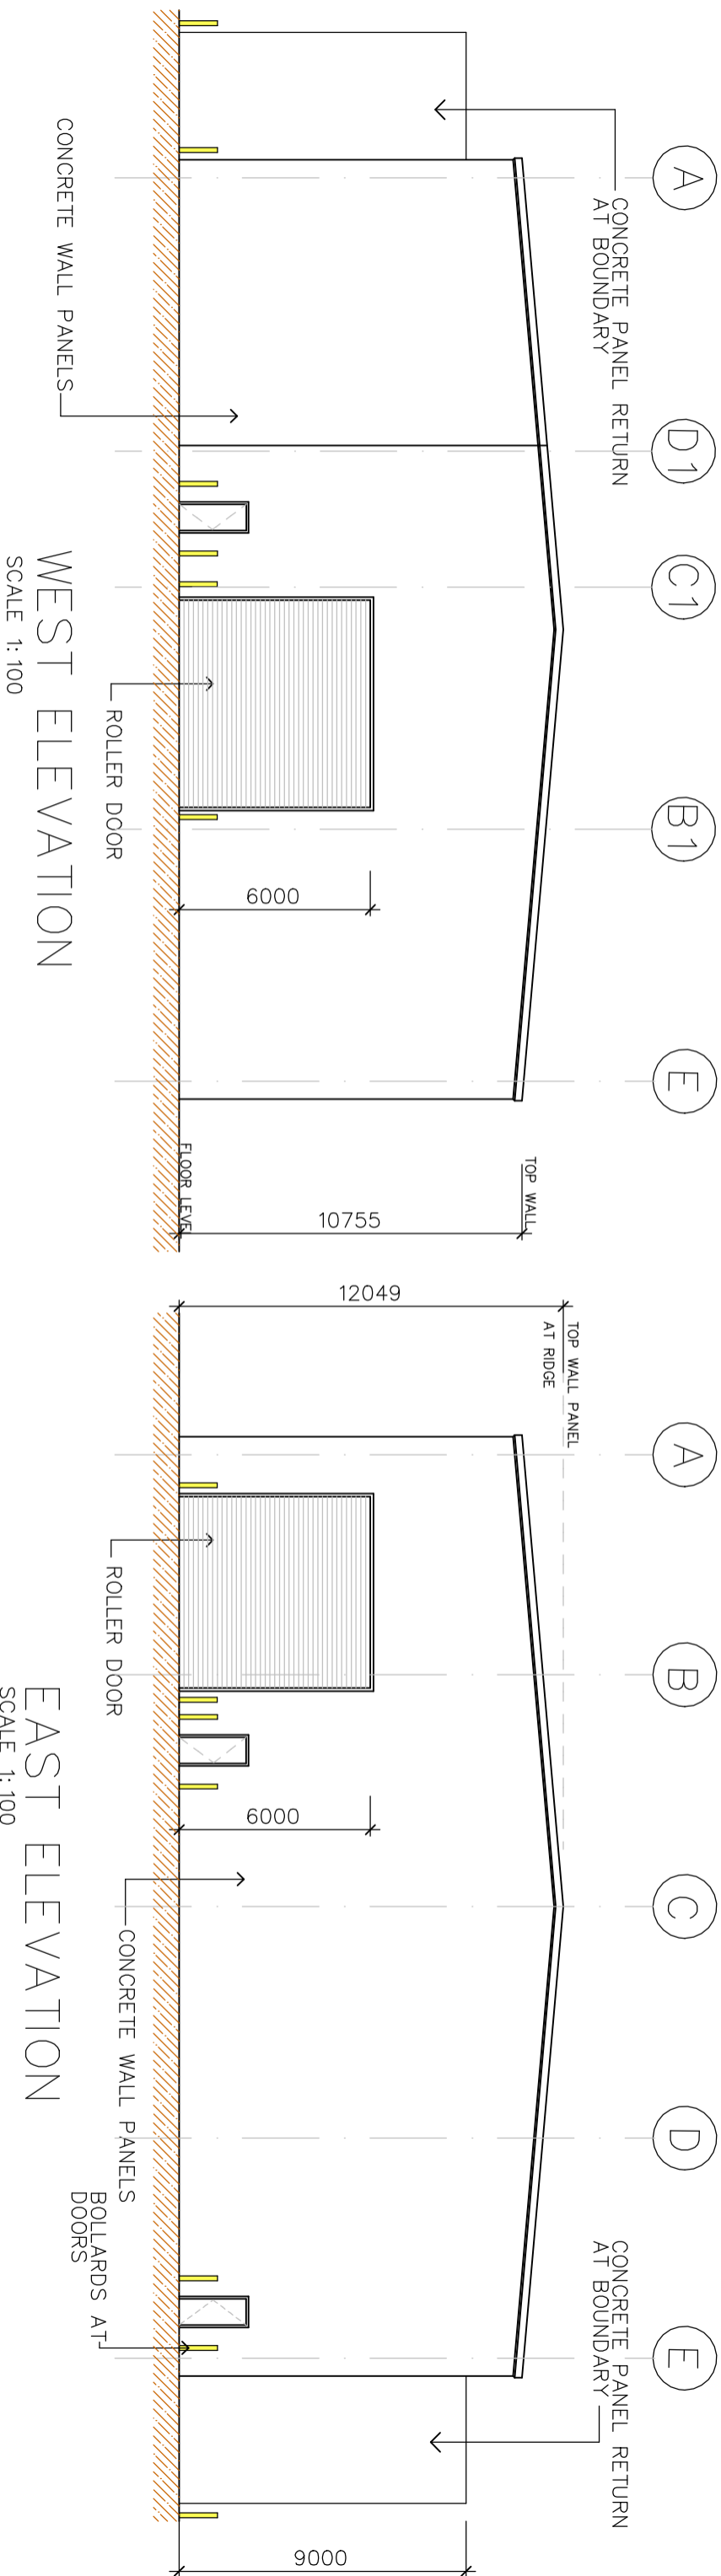 A
D1
C1
B1
E
CONCRETE PANEL RETURN
AT BOUNDARY
CONCRETE WALL PANELS
ROLLER DOOR
6000
TOP WALL
10755
FLOOR LEVEL
WEST ELEVATION
SCALE 1:100
A
B
C
D
E
12049
TOP WALL PANEL
AT RIDGE
CONCRETE PANEL RETURN
AT BOUNDARY
ROLLER DOOR
6000
CONCRETE WALL PANELS
BOLLARDS AT
DOORS
9000
EAST ELEVATION
SCALE 1:100